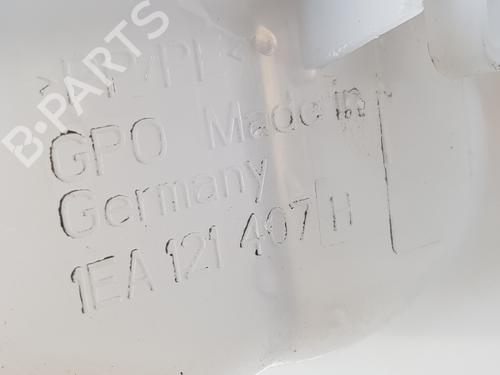 B-PARTS
GPO Made in
Germany
1EA 121 407 H